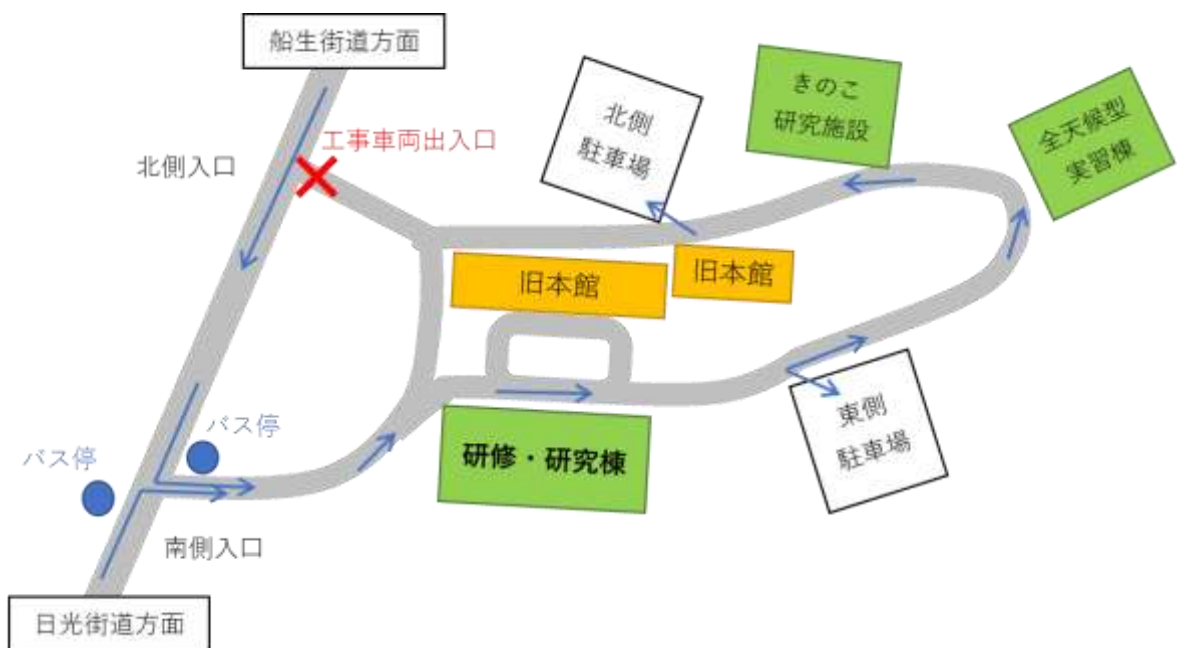 船生街道方面
工事車両出入口
北側入口
北側
駐車場
きのこ
研究施設
全天候型
実習棟
旧本館
旧本館
バス停
バス停
研修・研究棟
東側
駐車場
南側入口
日光街道方面